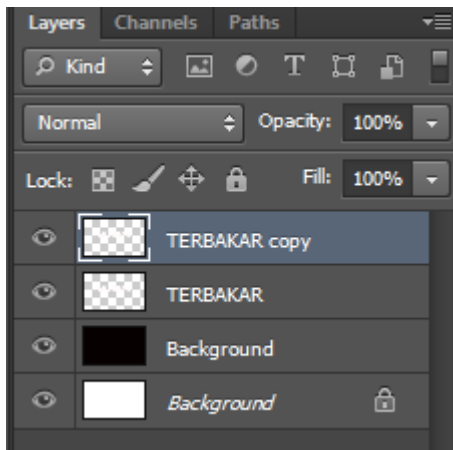 Layers Channels Paths
Kind T
Normal Opacity: 100%
Lock: Fill: 100%
TERBAKAR copy
TERBAKAR
Background
Background